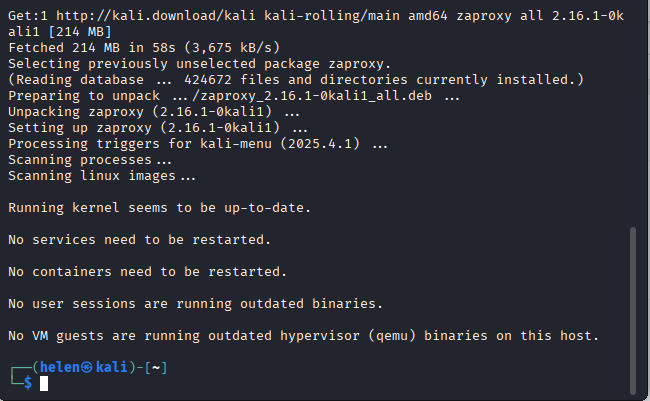 Get:1 http://kali.download/kali kali-rolling/main amd64 zaproxy all 2.16.1-0k
ali1 [214 MB]
Fetched 214 MB in 58s (3,675 kB/s)
Selecting previously unselected package zaproxy.
(Reading database ... 424672 files and directories currently installed.)
Preparing to unpack .../zaproxy_2.16.1-0kali1_all.deb ...
Unpacking zaproxy (2.16.1-0kali1) ...
Setting up zaproxy (2.16.1-0kali1) ...
Processing triggers for kali-menu (2025.4.1) ...
Scanning processes...
Scanning linux images...
Running kernel seems to be up-to-date.
No services need to be restarted.
No containers need to be restarted.
No user sessions are running outdated binaries.
No VM guests are running outdated hypervisor (qemu) binaries on this host.
┌──(helen㉿kali)-[~]
└─$